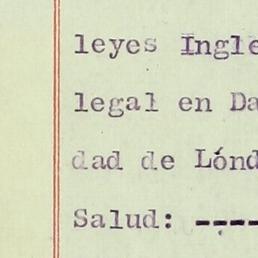 leyes Ingle
legal en Da
dad de Lónd
Salud: ----